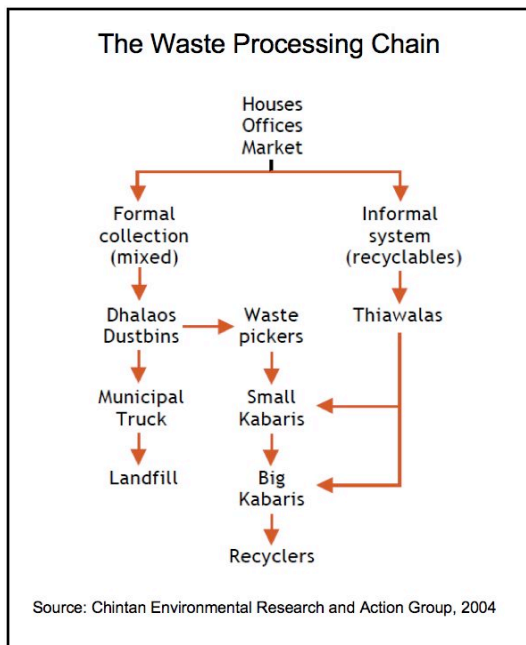 The Waste Processing Chain
Houses
Offices
Market
Formal
collection
(mixed)
Informal
system
(recyclables)
Dhalaos
Dustbins
Waste
pickers
Thiawalas
Municipal
Truck
Small
Kabaris
Landfill
Big
Kabaris
Recyclers
Source: Chintan Environmental Research and Action Group, 2004